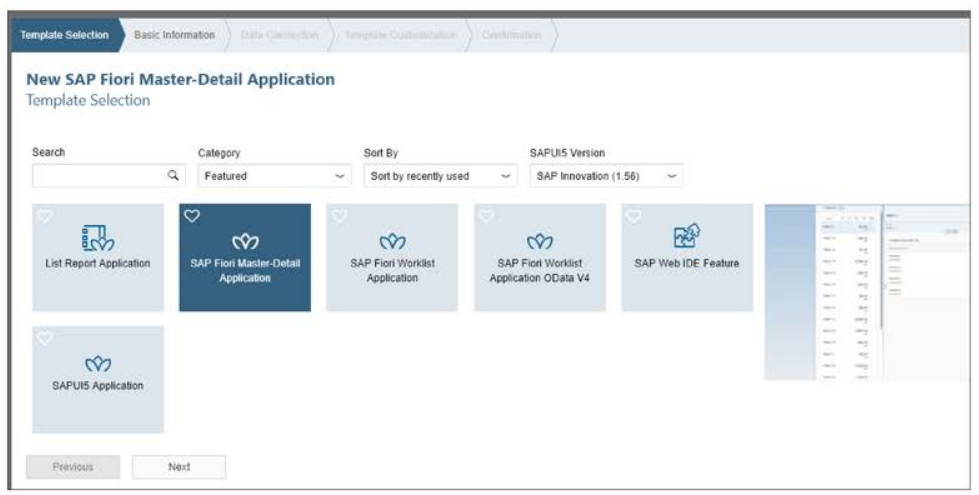 Template Selection
Basic Information
Data Connection
Template Customization
Confirmation
New SAP Fiori Master-Detail Application
Template Selection
Search
Category
Sort By
SAPUI5 Version
Featured
Sort by recently used
SAP Innovation (1.56)
List Report Application
SAP Fiori Master-Detail
Application
SAP Fiori Worklist
Application
SAP Fiori Worklist
Application OData V4
SAP Web IDE Feature
SAPUI5 Application
Previous
Next